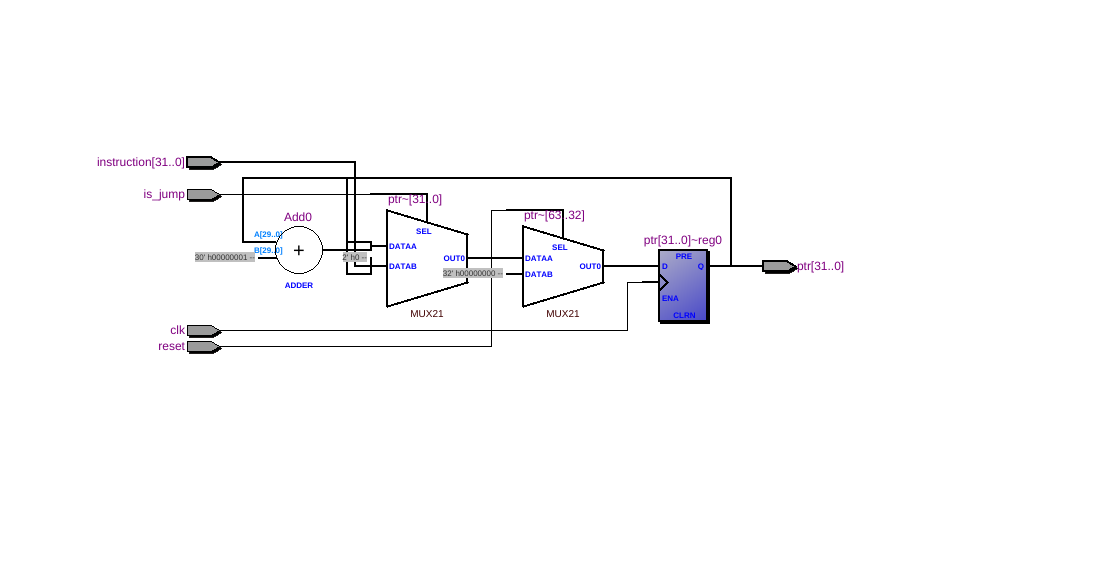 instruction[31..0]
is_jump
ptr~[31..0]
SEL
DATAA
DATAB
OUT0
MUX21
Add0
A[29..0]
B[29..0]
30' h00000001 --
+
ADDER
2' h0 --
ptr~[63..32]
SEL
DATAA
DATAB
OUT0
32' h00000000 --
MUX21
ptr[31..0]~reg0
PRE
D
Q
ENA
CLRN
ptr[31..0]
clk
reset